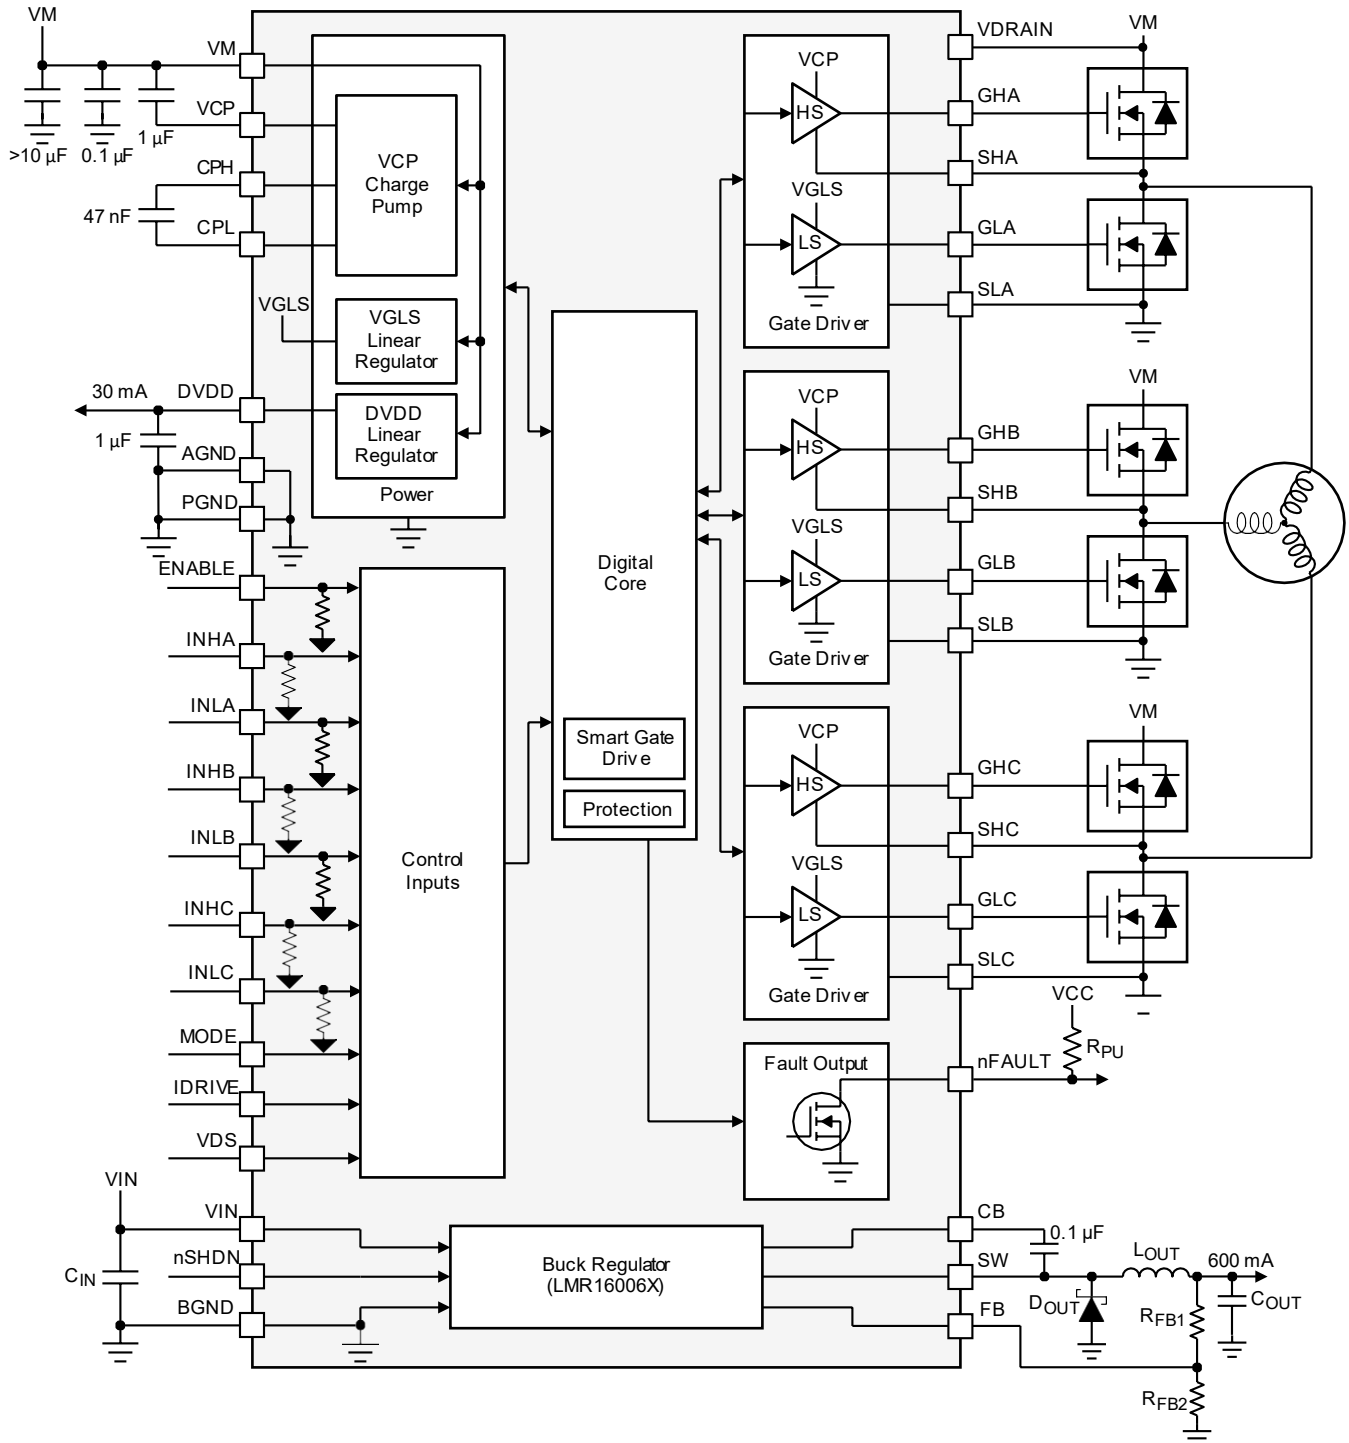 VM
VM
VCP
>10 µF
0.1 µF
1 µF
CPH
47 nF
CPL
VCP
Charge
Pump
VGLS
VGLS
Linear
Regulator
30 mA
DVDD
1 µF
DVDD
Linear
Regulator
AGND
PGND
Power
ENABLE
INHA
INLA
INHB
INLB
INHC
INLC
MODE
IDRIVE
VDS
Control
Inputs
Digital
Core
Smart Gate
Drive
Protection
VCP
HS
VGLS
LS
Gate Driver
VCP
HS
VGLS
LS
Gate Driver
VCP
HS
VGLS
LS
Gate Driver
Fault Output
VDRAIN
VM
GHA
SHA
GLA
SLA
VM
GHB
SHB
GLB
SLB
VM
GHC
SHC
GLC
SLC
VCC
RPU
nFAULT
VIN
VIN
CIN
nSHDN
BGND
Buck Regulator
(LMR16006X)
CB
0.1 µF
SW
LOUT
600 mA
DOUT
COUT
FB
RFB1
RFB2